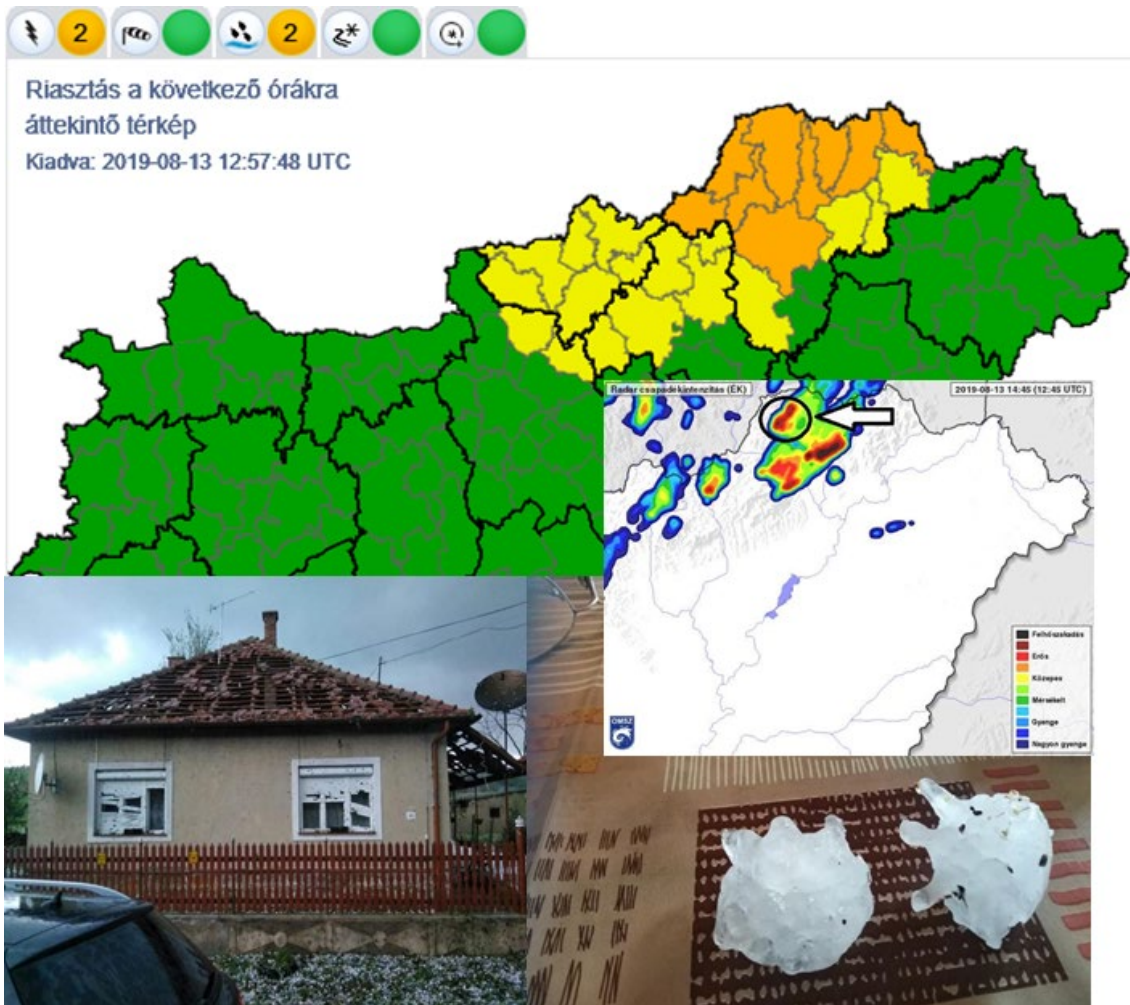 2
2
Riasztás a következő órákra
áttekintő térkép
Kiadva: 2019-08-13 12:57:48 UTC
Radar csapadékintenzitás (ÉK)
2019-08-13 14:45 (12:45 UTC)
Felhőszakadás
Erős
Közepes
Mérsékelt
Gyenge
Nagyon gyenge
OMSZ